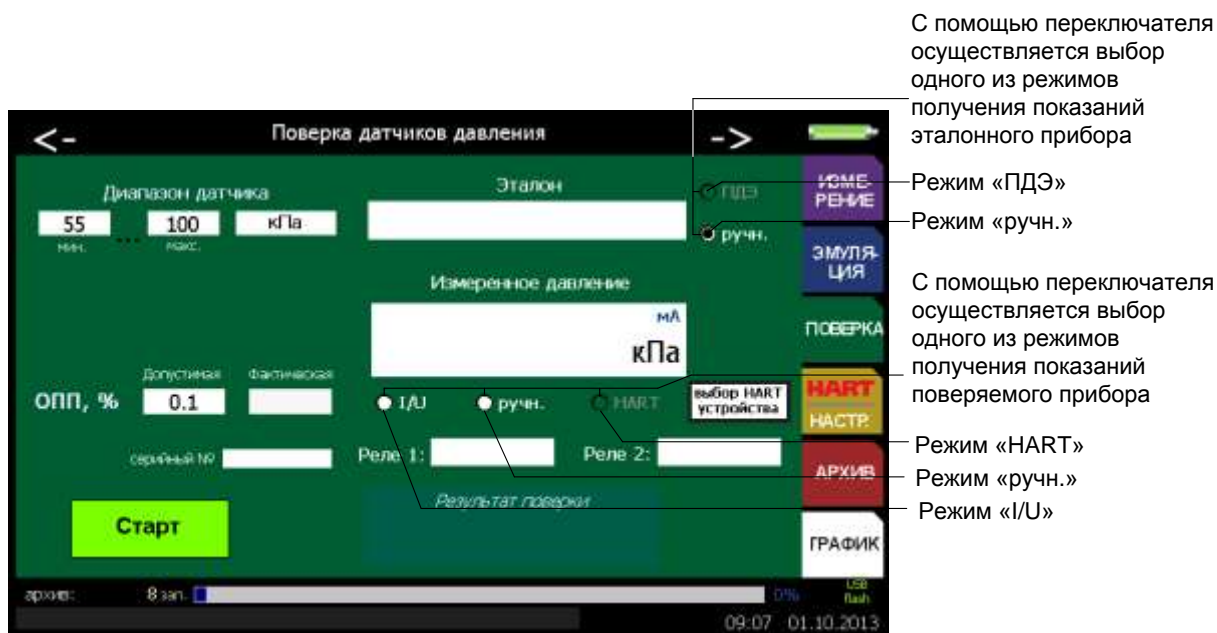 С помощью переключателя
осуществляется выбор
одного из режимов
получения показаний
эталонного прибора
Режим «ПДЭ»
Режим «ручн.»
С помощью переключателя
осуществляется выбор
одного из режимов
получения показаний
поверяемого прибора
Режим «HART»
Режим «ручн.»
Режим «I/U»
<- Поверка датчиков давления ->
Диапазон датчика
55 ... 100 кПа
мин. макс.
Эталон
ПДЭ
ручн.
Измеренное давление
мА
кПа
Допустимая Фактическая
ОПП, % 0.1
I/U ручн. HART
выбор HART
устройства
серийный №
Реле 1: Реле 2:
Результат поверки
Старт
ИЗМЕ-
РЕНИЕ
ЭМУЛЯ-
ЦИЯ
ПОВЕРКА
HART
НАСТР.
АРХИВ
ГРАФИК
архив: 8 зап. 0%
USB
flash
09:07 01.10.2013